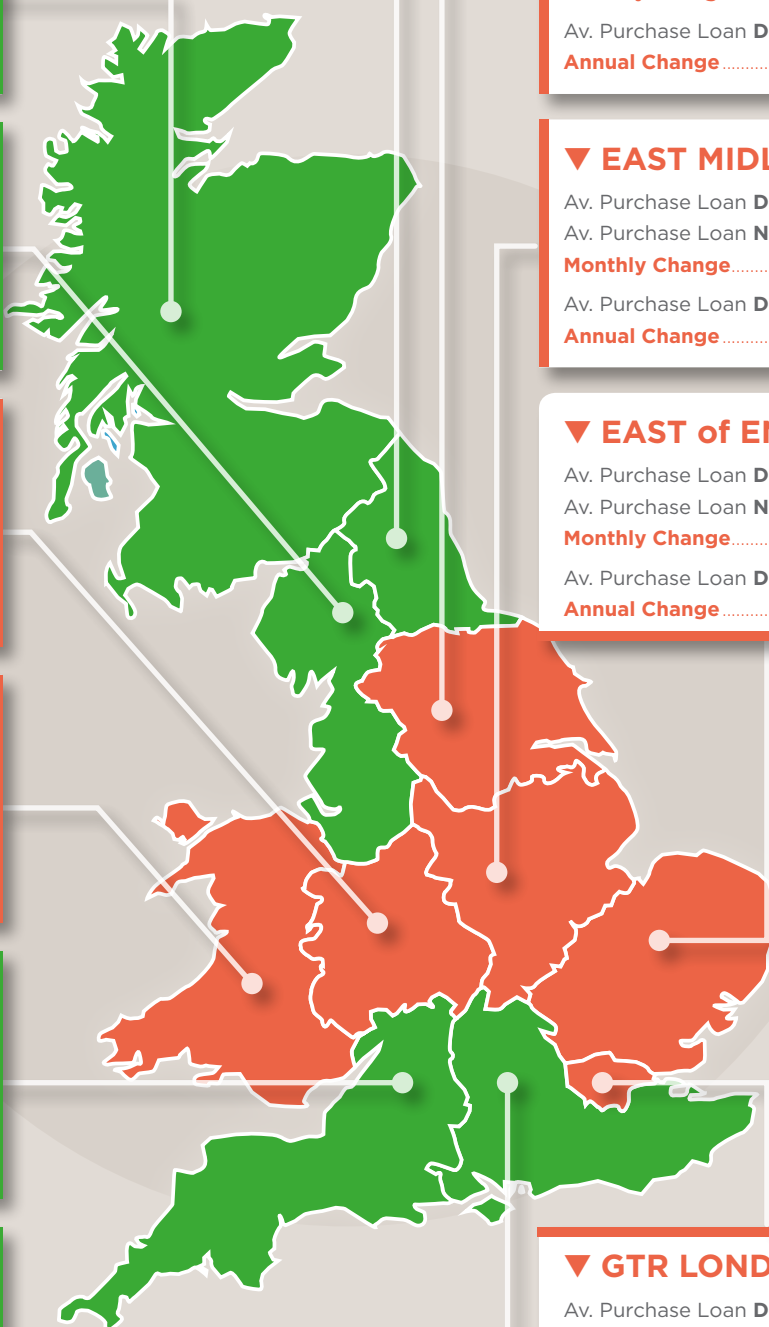 Av. Purchase Loan D
Annual Change
▼ EAST MIDL
Av. Purchase Loan D
Av. Purchase Loan N
Monthly Change
Av. Purchase Loan D
Annual Change
▼ EAST of EN
Av. Purchase Loan D
Av. Purchase Loan N
Monthly Change
Av. Purchase Loan D
Annual Change
▼ GTR LOND
Av. Purchase Loan D